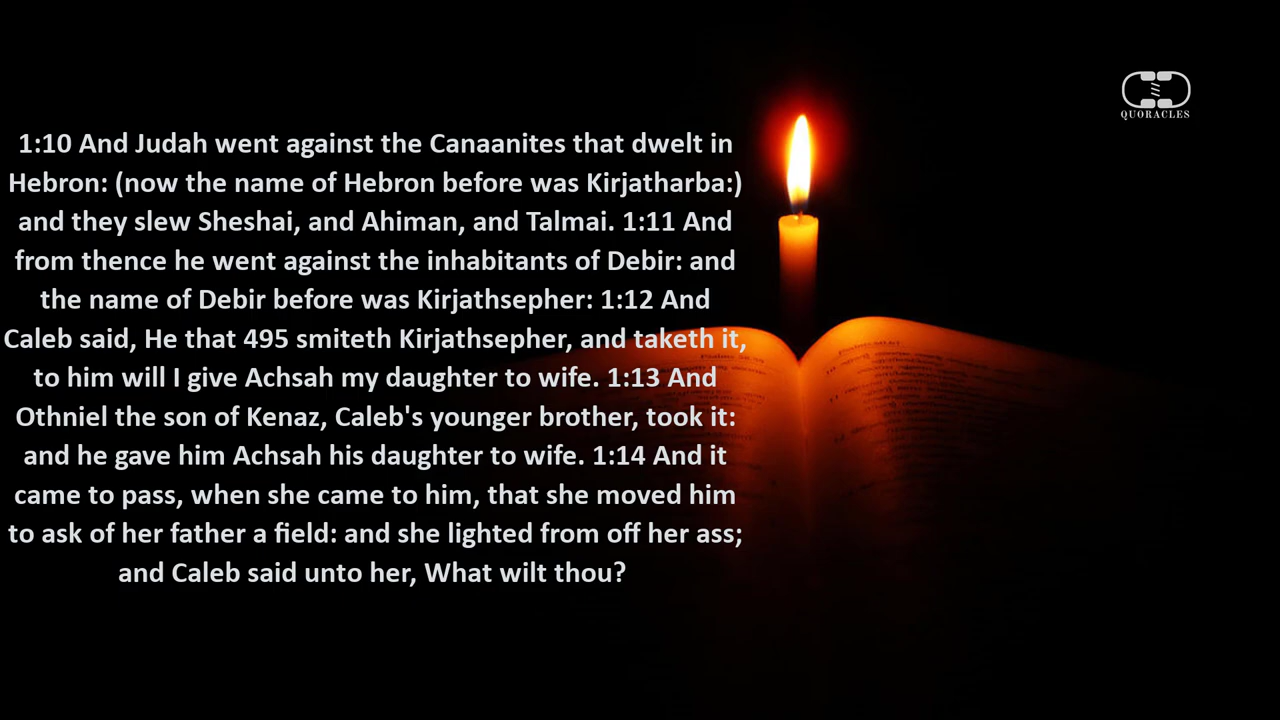 QUORACLES
1:10 And Judah went against the Canaanites that dwelt in
Hebron: (now the name of Hebron before was Kirjatharba:)
and they slew Sheshai, and Ahiman, and Talmai. 1:11 And
from thence he went against the inhabitants of Debir: and
the name of Debir before was Kirjathsepher: 1:12 And
Caleb said, He that 495 smiteth Kirjathsepher, and taketh it,
to him will I give Achsah my daughter to wife. 1:13 And
Othniel the son of Kenaz, Caleb's younger brother, took it:
and he gave him Achsah his daughter to wife. 1:14 And it
came to pass, when she came to him, that she moved him
to ask of her father a field: and she lighted from off her ass;
and Caleb said unto her, What wilt thou?